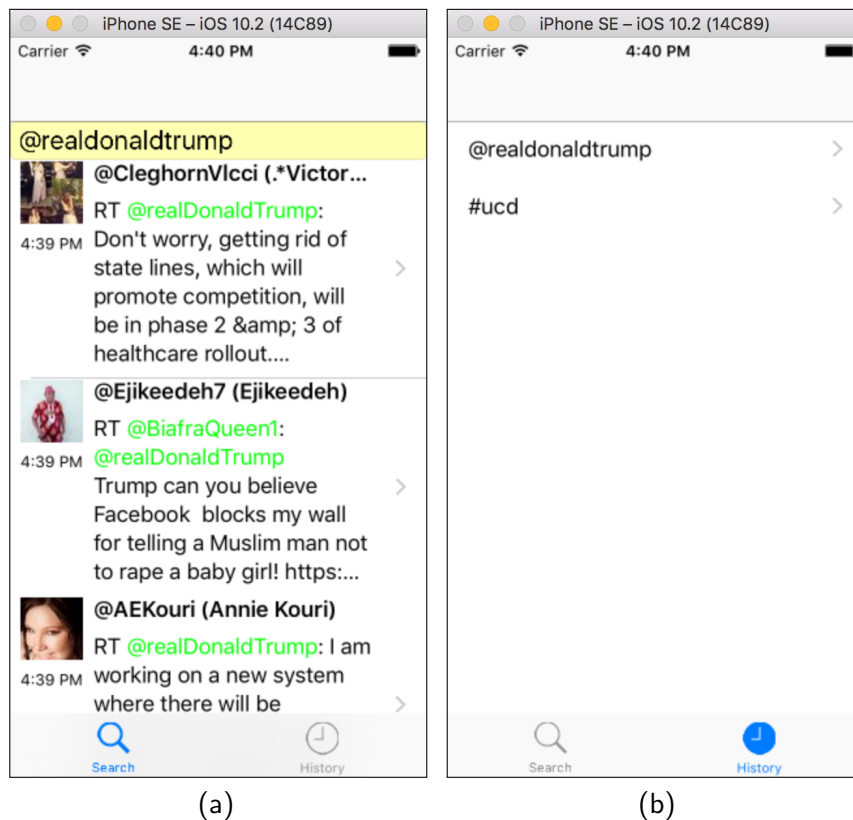 iPhone SE – iOS 10.2 (14C89)
Carrier
4:40 PM
@realdonaldtrump
@CleghornVlcci (.*Victor...
RT @realDonaldTrump:
4:39 PM
Don't worry, getting rid of
state lines, which will
promote competition, will
be in phase 2 &amp; 3 of
healthcare rollout....
@Ejikeedeh7 (Ejikeedeh)
RT @BiafraQueen1:
4:39 PM
@realDonaldTrump
Trump can you believe
Facebook  blocks my wall
for telling a Muslim man not
to rape a baby girl! https:...
@AEKouri (Annie Kouri)
RT @realDonaldTrump: I am
4:39 PM
working on a new system
where there will be
Search
History
(a)
iPhone SE – iOS 10.2 (14C89)
Carrier
4:40 PM
@realdonaldtrump
#ucd
Search
History
(b)